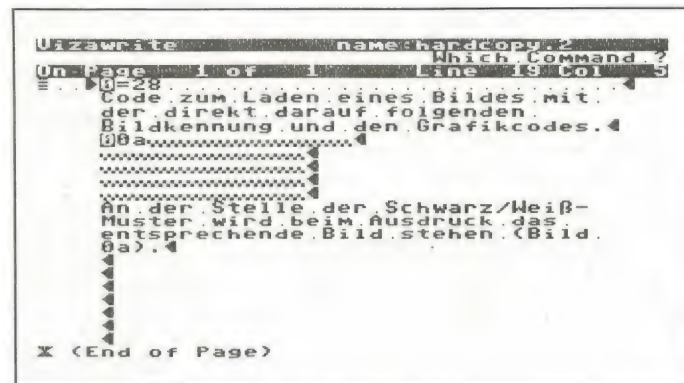 Vizawrite name:hardcopy.2
Which Command ?
On Page 1 of 1 Line 19 Col 5
0=28
Code zum Laden eines Bildes mit
der direkt darauf folgenden
Bildkennung und den Grafikcodes.
0a
An der Stelle der Schwarz/Weiß-
Muster wird beim Ausdruck das
entsprechende Bild stehen (Bild
0a).
X (End of Page)